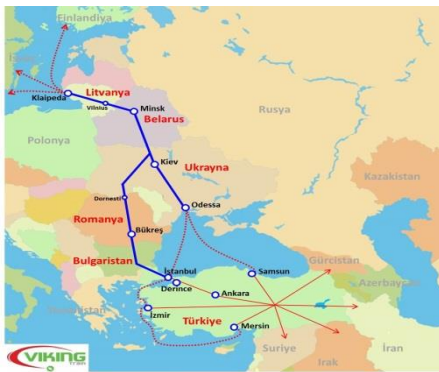 Finlandiya
Klaipeda
Litvanya
Vilnius
Minsk
Belarus
Rusya
Polonya
Kiev
Ukrayna
Kazakistan
Dornesti
Odessa
Romanya
Bükreş
Bulgaristan
İstanbul
Samsun
Gürcistan
Derince
Ankara
Azerbaycan
İzmir
Türkiye
Mersin
Suriye
Irak
İran
VIKING
TREN